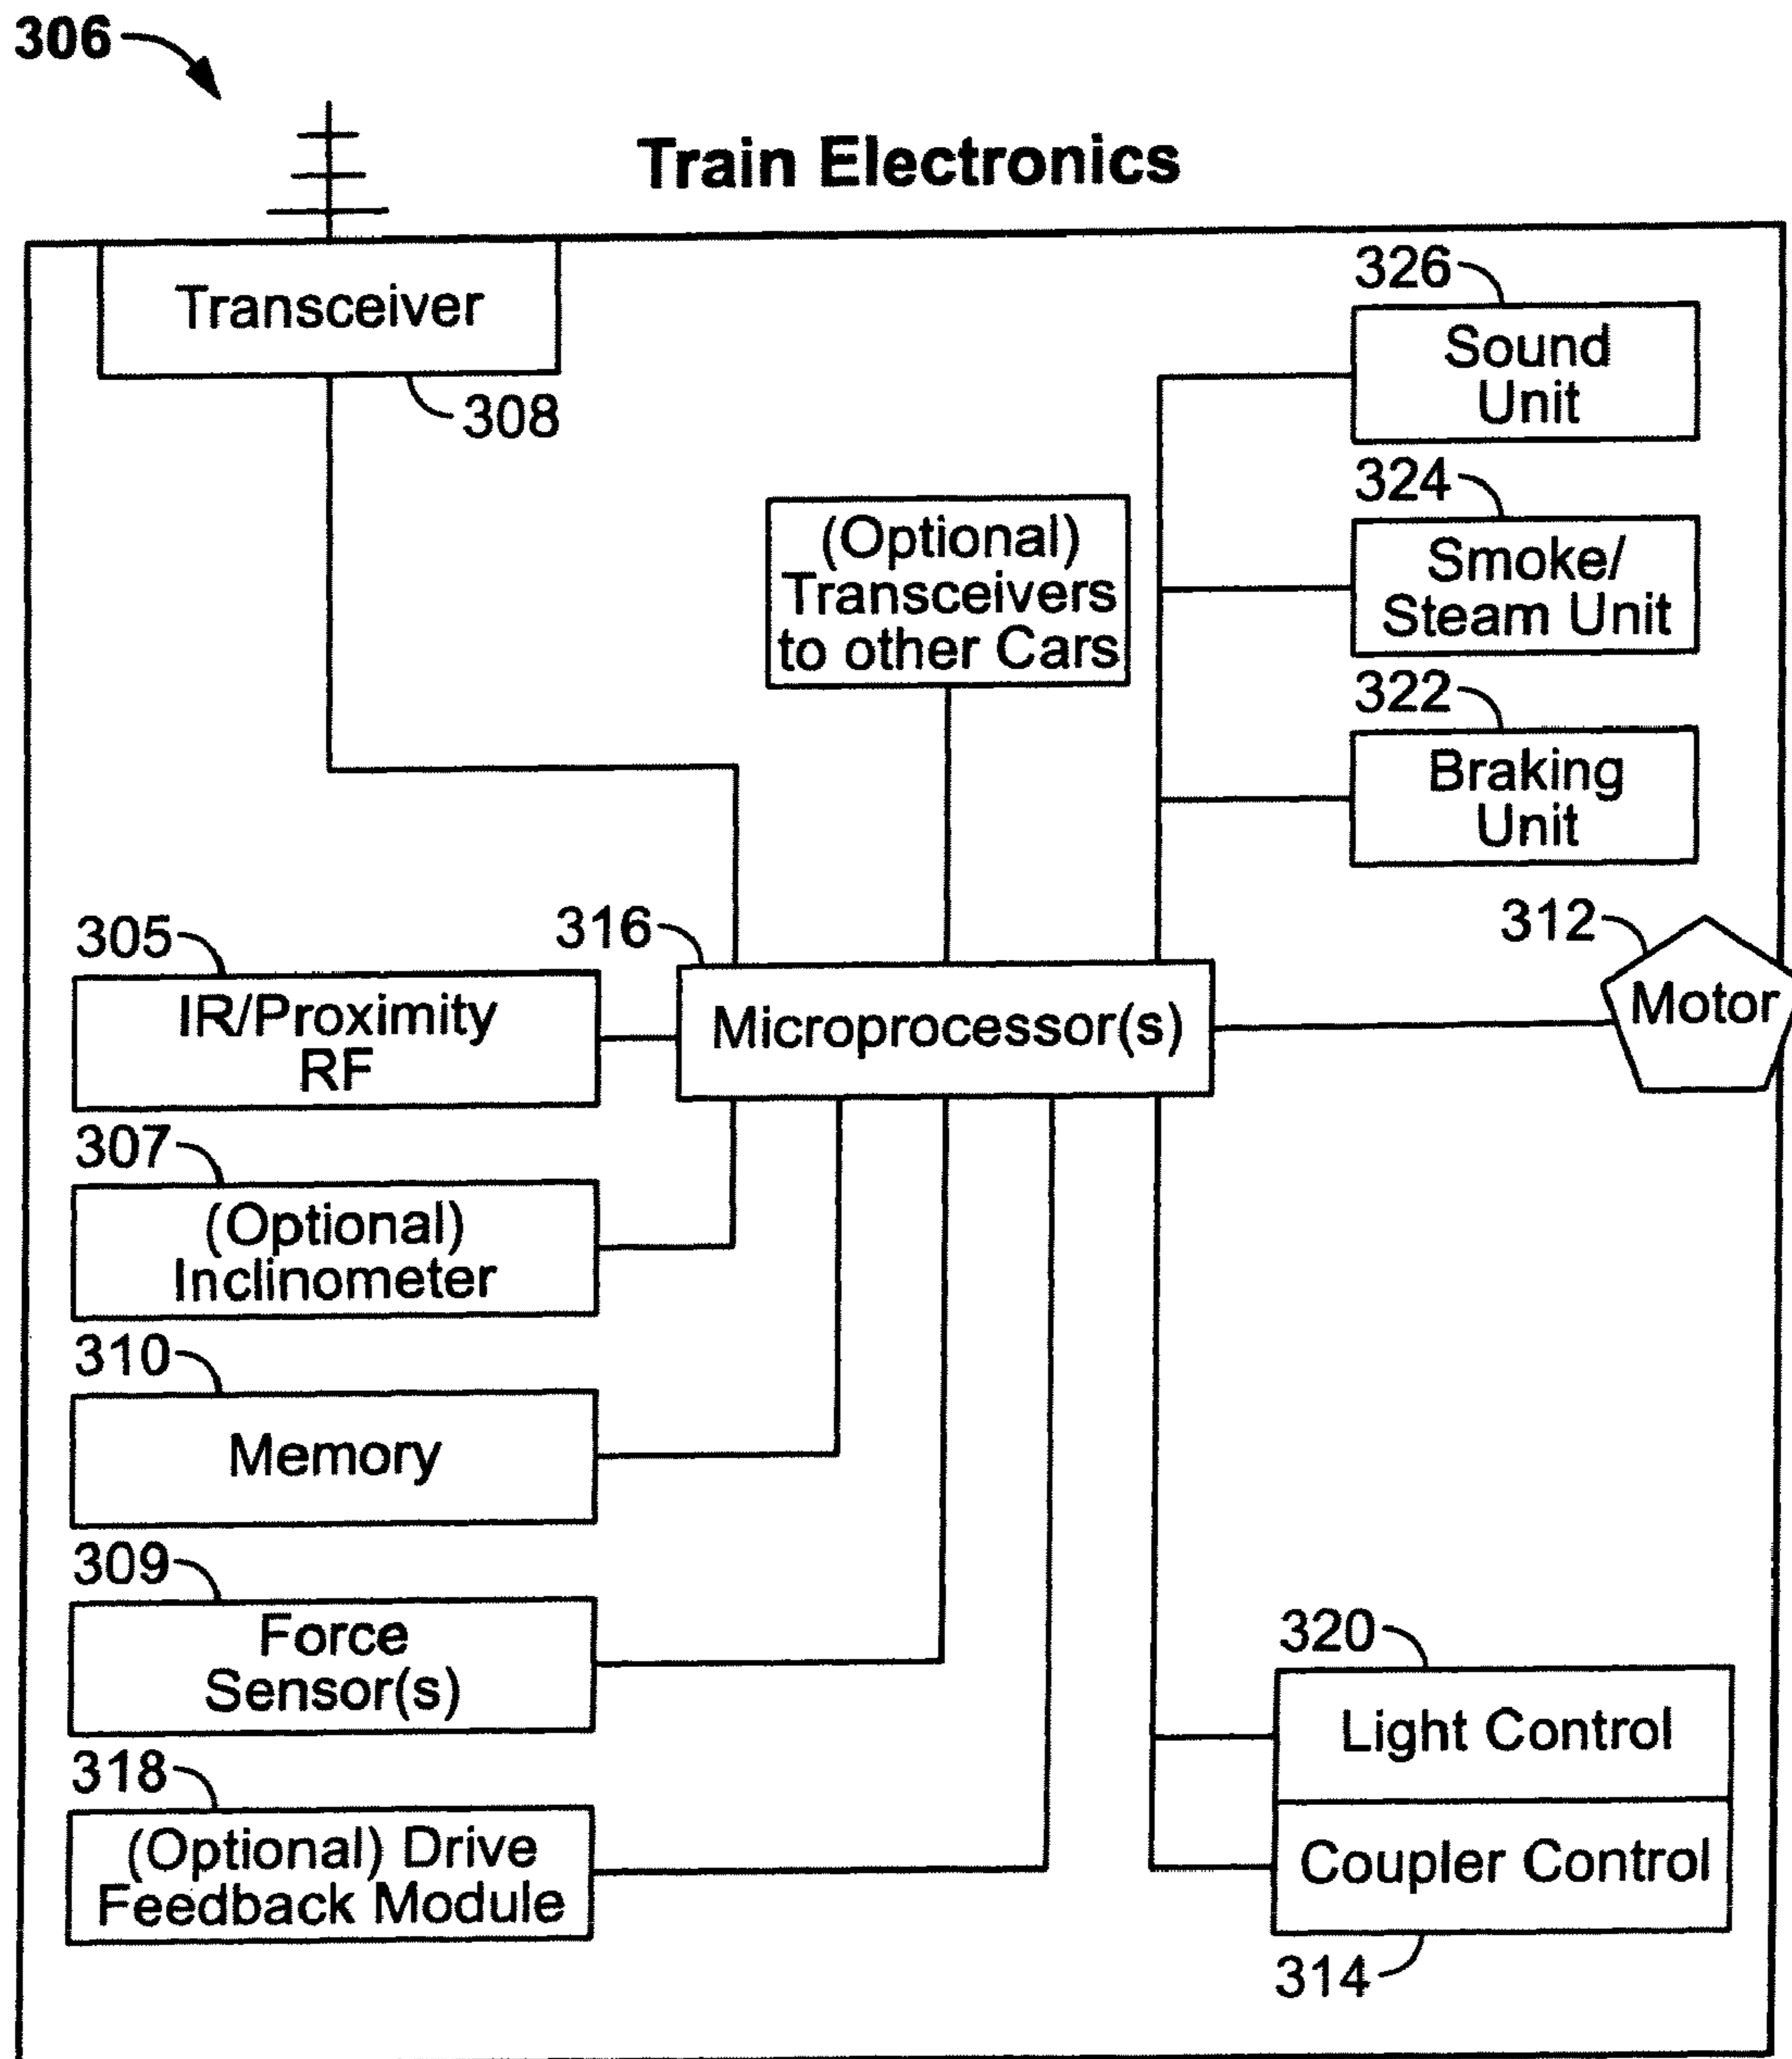 306
Train Electronics
Transceiver
308
326
Sound
Unit
324
Smoke/
Steam Unit
(Optional)
Transceivers
to other Cars
322
Braking
Unit
305
IR/Proximity
RF
316
Microprocessor(s)
312
Motor
307
(Optional)
Inclinometer
310
Memory
309
Force
Sensor(s)
318
(Optional) Drive
Feedback Module
320
Light Control
Coupler Control
314